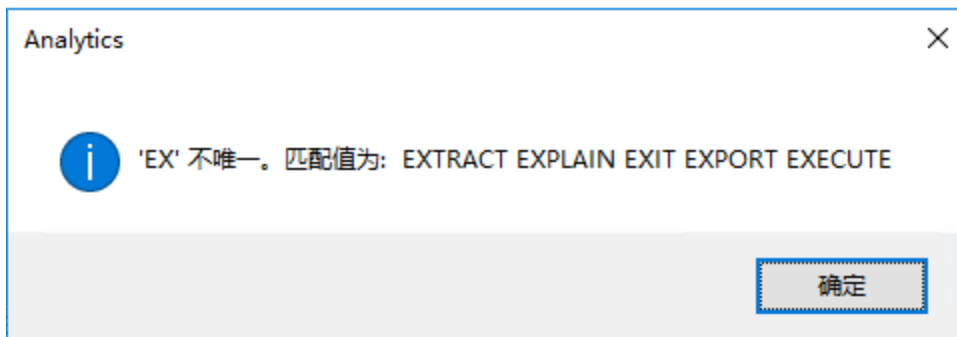 Analytics
'EX' 不唯一。匹配值为: EXTRACT EXPLAIN EXIT EXPORT EXECUTE
确定